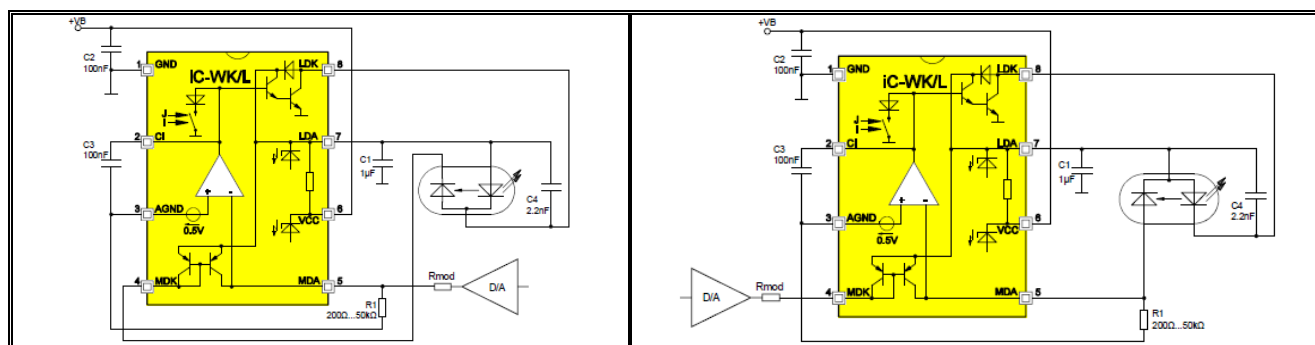 +VB
C2
100nF
1
GND
iC-WK/L
LDK
8
J
I
2
CI
LDA
7
C3
100nF
C1
1µF
+
-
3
AGND
0.5V
VCC
6
C4
2.2nF
4
MDK
MDA
5
Rmod
D/A
R1
200Ω...50kΩ
+VB
C2
100nF
1
GND
iC-WK/L
LDK
8
J
I
2
CI
LDA
7
C3
100nF
C1
1µF
+
-
3
AGND
0.5V
VCC
6
C4
2.2nF
D/A
Rmod
4
MDK
MDA
5
R1
200Ω...50kΩ